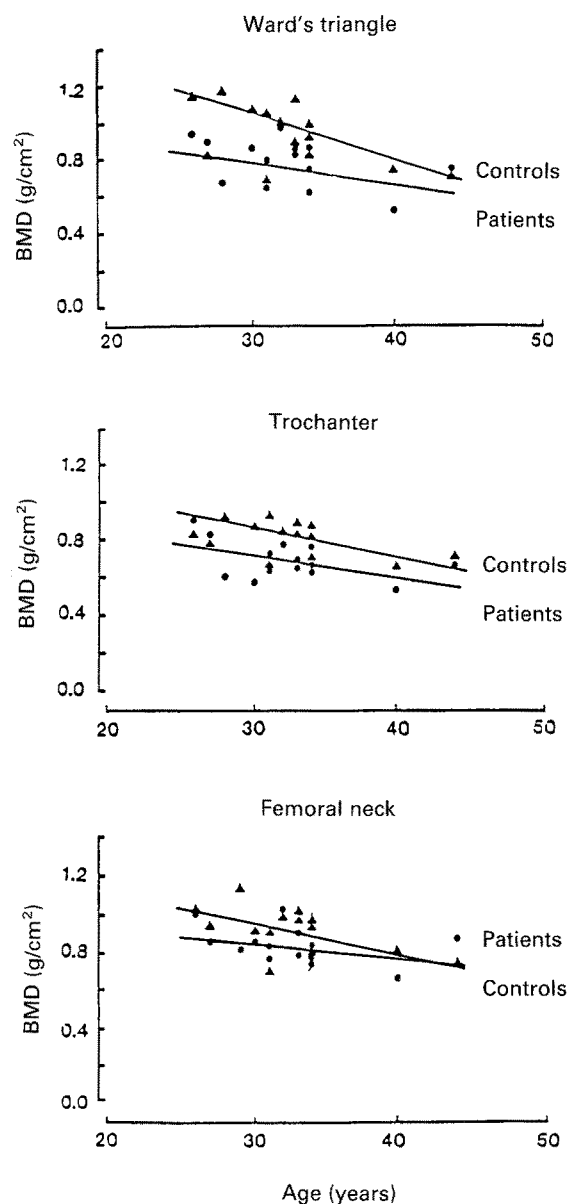 Ward's triangle
1.2
0.8
0.4
0.0
BMD (g/cm²)
Controls
Patients
20 30 40 50
Trochanter
1.2
0.8
0.4
0.0
BMD (g/cm²)
Controls
Patients
20 30 40 50
Femoral neck
1.2
0.8
0.4
0.0
BMD (g/cm²)
Patients
Controls
20 30 40 50
Age (years)